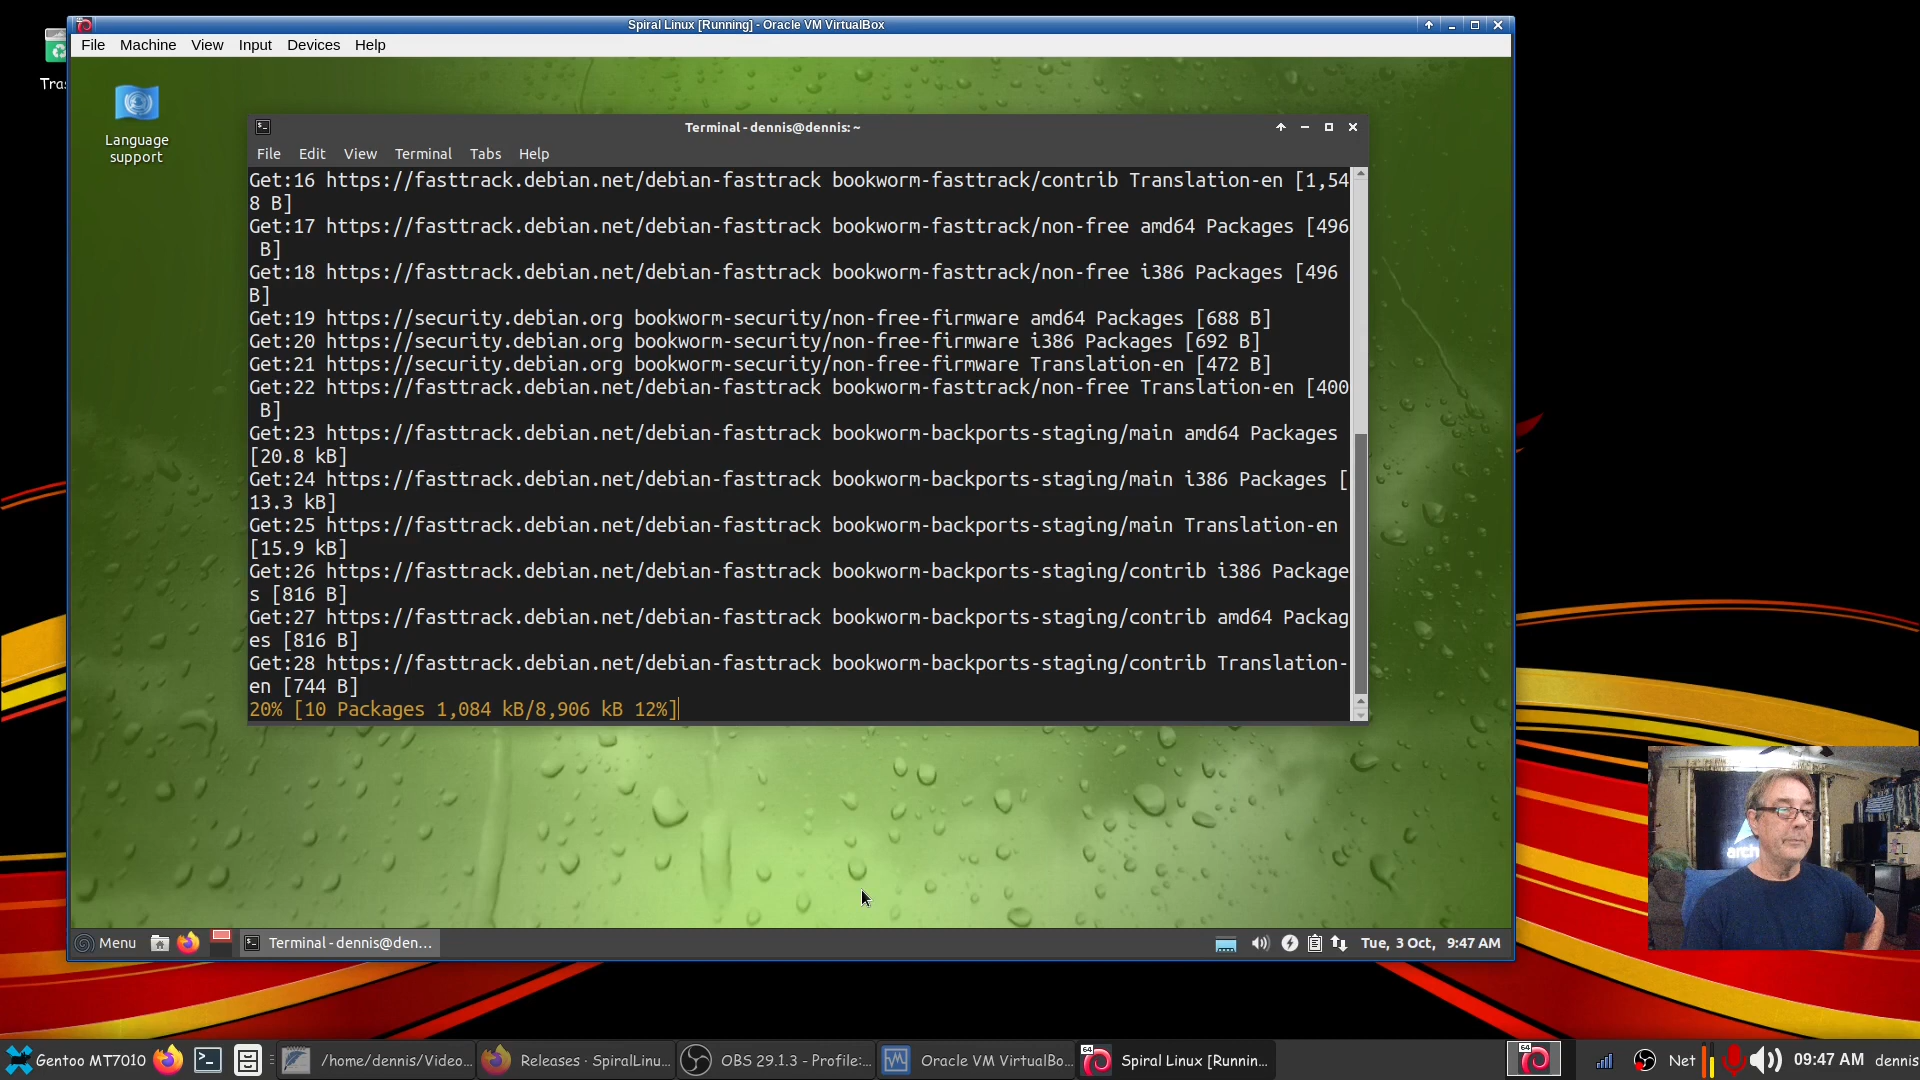 Spiral Linux [Running] - Oracle VM VirtualBox
File Machine View Input Devices Help
Tra
Language
support
Terminal - dennis@dennis: ~
File Edit View Terminal Tabs Help
Get:16 https://fasttrack.debian.net/debian-fasttrack bookworm-fasttrack/contrib Translation-en [1,54
8 B]
Get:17 https://fasttrack.debian.net/debian-fasttrack bookworm-fasttrack/non-free amd64 Packages [496
 B]
Get:18 https://fasttrack.debian.net/debian-fasttrack bookworm-fasttrack/non-free i386 Packages [496
B]
Get:19 https://security.debian.org bookworm-security/non-free-firmware amd64 Packages [688 B]
Get:20 https://security.debian.org bookworm-security/non-free-firmware i386 Packages [692 B]
Get:21 https://security.debian.org bookworm-security/non-free-firmware Translation-en [472 B]
Get:22 https://fasttrack.debian.net/debian-fasttrack bookworm-fasttrack/non-free Translation-en [400
 B]
Get:23 https://fasttrack.debian.net/debian-fasttrack bookworm-backports-staging/main amd64 Packages
[20.8 kB]
Get:24 https://fasttrack.debian.net/debian-fasttrack bookworm-backports-staging/main i386 Packages [
13.3 kB]
Get:25 https://fasttrack.debian.net/debian-fasttrack bookworm-backports-staging/main Translation-en
[15.9 kB]
Get:26 https://fasttrack.debian.net/debian-fasttrack bookworm-backports-staging/contrib i386 Package
s [816 B]
Get:27 https://fasttrack.debian.net/debian-fasttrack bookworm-backports-staging/contrib amd64 Packag
es [816 B]
Get:28 https://fasttrack.debian.net/debian-fasttrack bookworm-backports-staging/contrib Translation-
en [744 B]
20% [10 Packages 1,084 kB/8,906 kB 12%]
arch
Menu Terminal - dennis@den... Tue, 3 Oct, 9:47 AM
Gentoo MT7010 /home/dennis/Video... Releases · SpiralLinu... OBS 29.1.3 - Profile:... Oracle VM VirtualBo... 64 Spiral Linux [Runnin... 64 Net 09:47 AM dennis